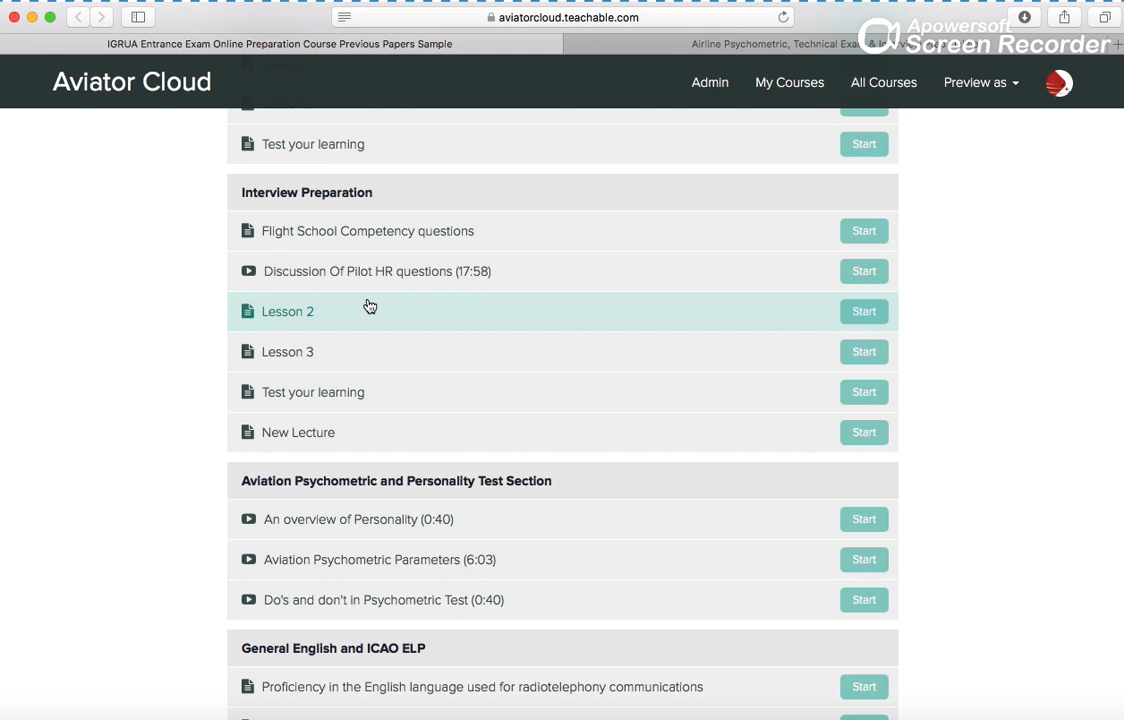 aviatorcloud.teachable.com
IGRUA Entrance Exam Online Preparation Course Previous Papers Sample
Airline Psychometric, Technical Exam & Interview
Apowersoft
Screen Recorder
Aviator Cloud
Admin
My Courses
All Courses
Preview as
Test your learning
Start
Interview Preparation
Flight School Competency questions
Start
Discussion Of Pilot HR questions (17:58)
Start
Lesson 2
Start
Lesson 3
Start
Test your learning
Start
New Lecture
Start
Aviation Psychometric and Personality Test Section
An overview of Personality (0:40)
Start
Aviation Psychometric Parameters (6:03)
Start
Do's and don't in Psychometric Test (0:40)
Start
General English and ICAO ELP
Proficiency in the English language used for radiotelephony communications
Start